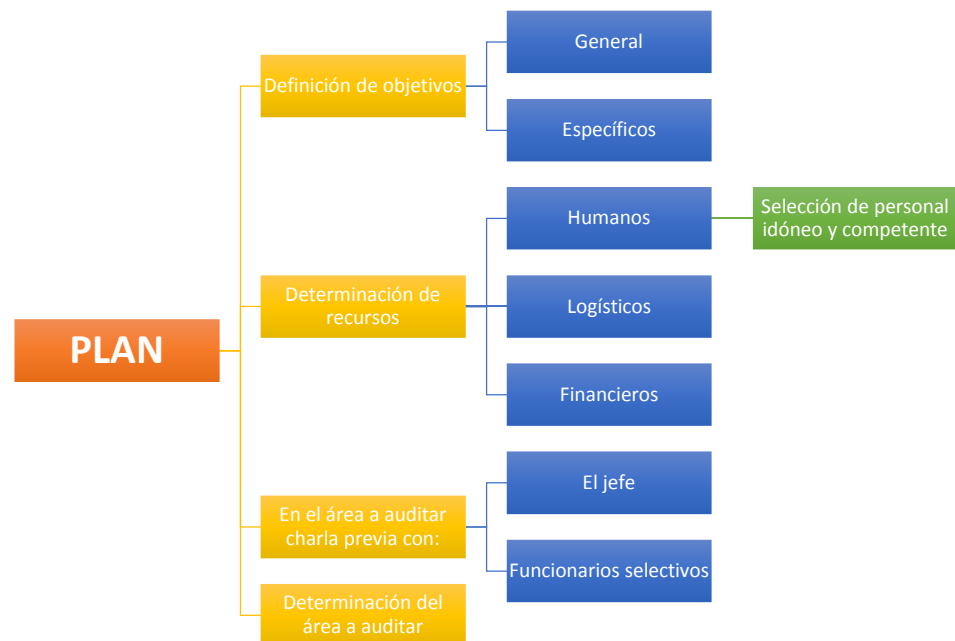 PLAN
Definición de objetivos
General
Específicos
Determinación de
recursos
Humanos
Selección de personal
idóneo y competente
Logísticos
Financieros
En el área a auditar
charla previa con:
El jefe
Funcionarios selectivos
Determinación del
área a auditar